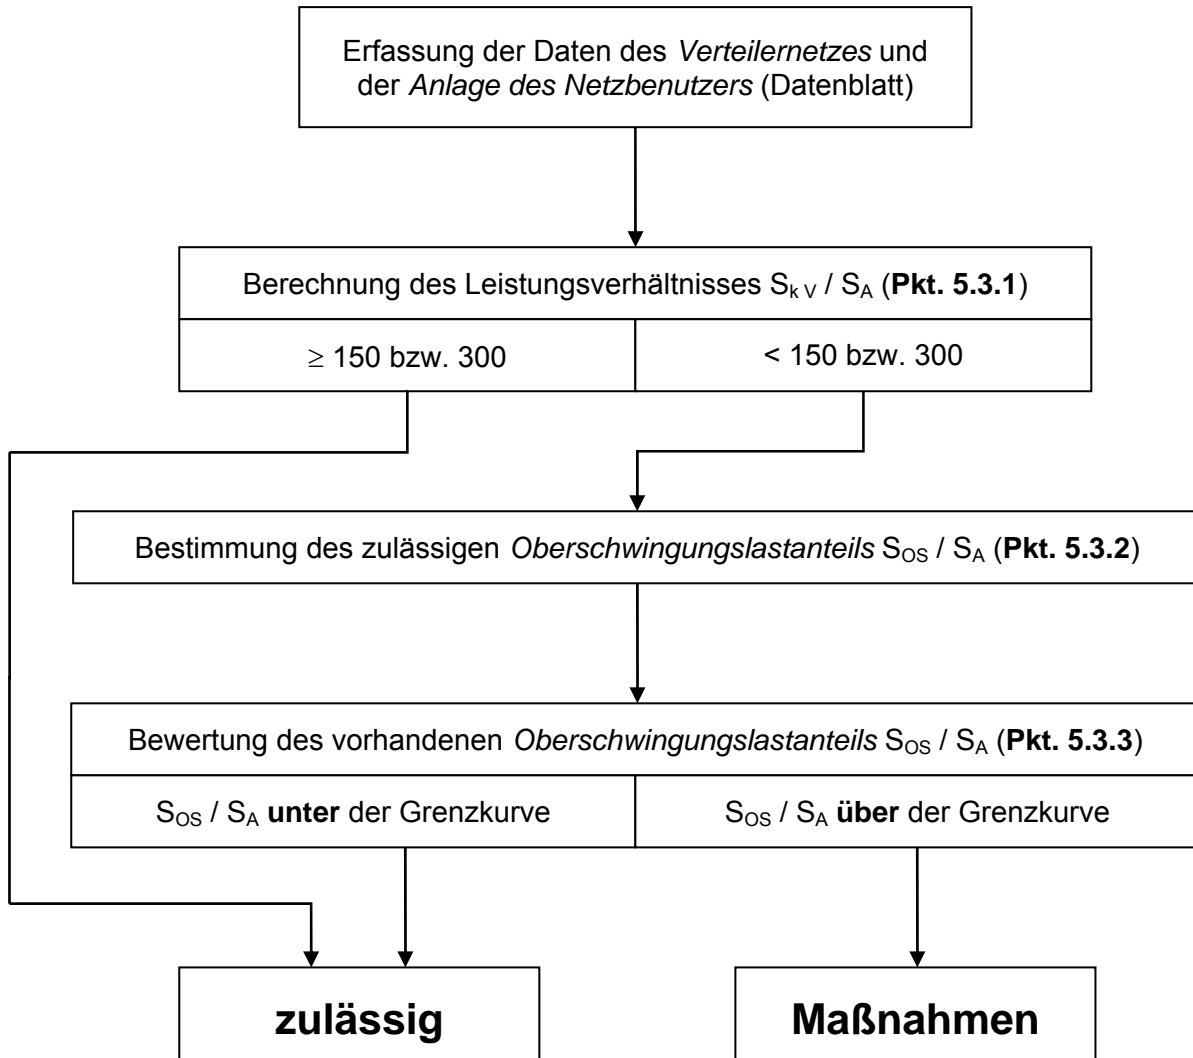 Erfassung der Daten des Verteilernetzes und
der Anlage des Netzbenutzers (Datenblatt)
Berechnung des Leistungsverhältnisses Sk V / SA (Pkt. 5.3.1)
≥ 150 bzw. 300
< 150 bzw. 300
Bestimmung des zulässigen Oberschwingungslastanteils SOS / SA (Pkt. 5.3.2)
Bewertung des vorhandenen Oberschwingungslastanteils SOS / SA (Pkt. 5.3.3)
SOS / SA unter der Grenzkurve
SOS / SA über der Grenzkurve
zulässig
Maßnahmen